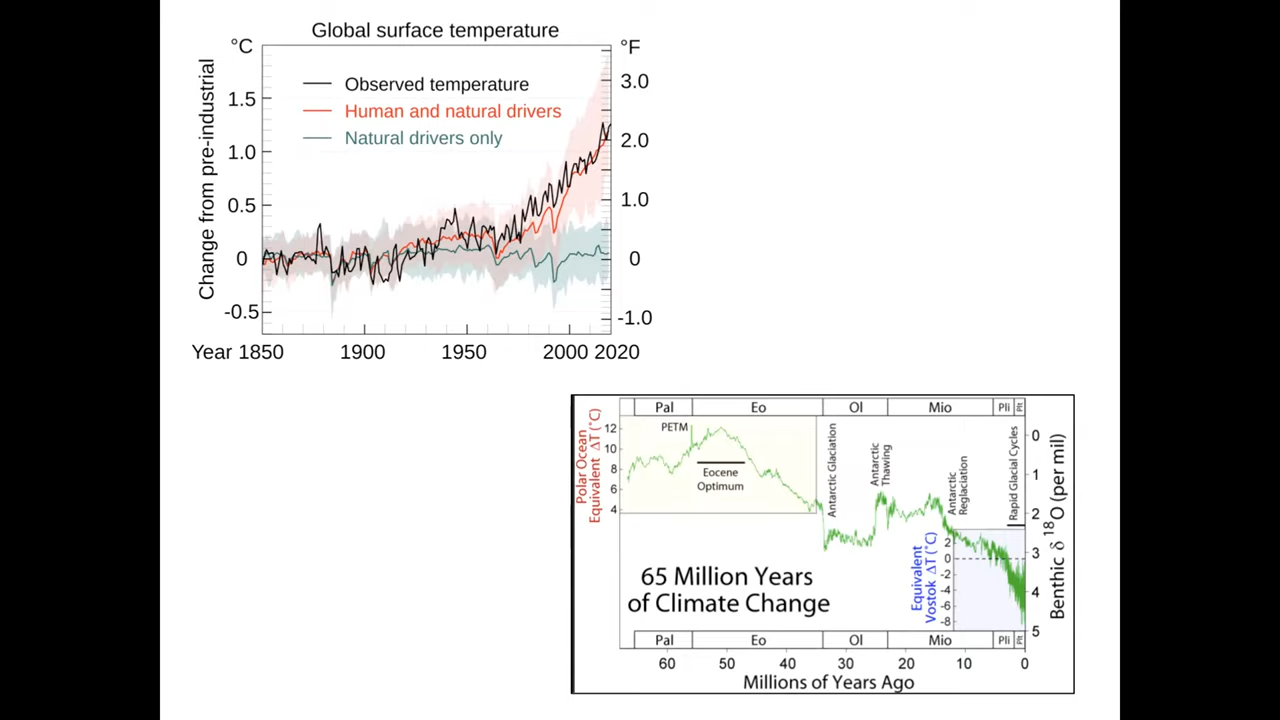 Global surface temperature
°C
°F
Change from pre-industrial
Observed temperature
Human and natural drivers
Natural drivers only
1.5
1.0
0.5
0
-0.5
3.0
2.0
1.0
0
-1.0
Year 1850 1900 1950 2000 2020
Pal Eo Ol Mio Pli Plt
Polar Ocean
Equivalent ΔT (°C)
12
10
8
6
4
PETM
Eocene
Optimum
Antarctic Glaciation
Antarctic
Thawing
Antarctic
Reglaciation
Rapid Glacial Cycles
65 Million Years
of Climate Change
Equivalent
Vostok ΔT (°C)
2
0
-2
-4
-6
-8
0
1
2
3
4
5
Benthic δ 18O (per mil)
Pal Eo Ol Mio Pli Plt
60 50 40 30 20 10 0
Millions of Years Ago